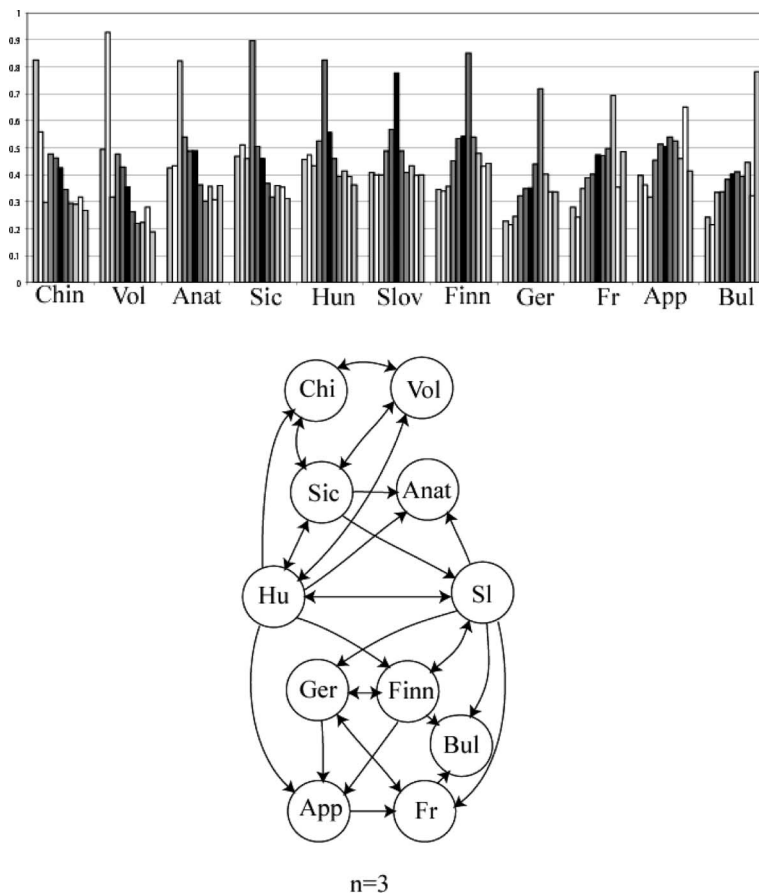 1
0.9
0.8
0.7
0.6
0.5
0.4
0.3
0.2
0.1
0
Chin Vol Anat Sic Hun Slov Finn Ger Fr App Bul
Chi Vol
Sic Anat
Hu Sl
Ger Finn
Bul
App Fr
n=3